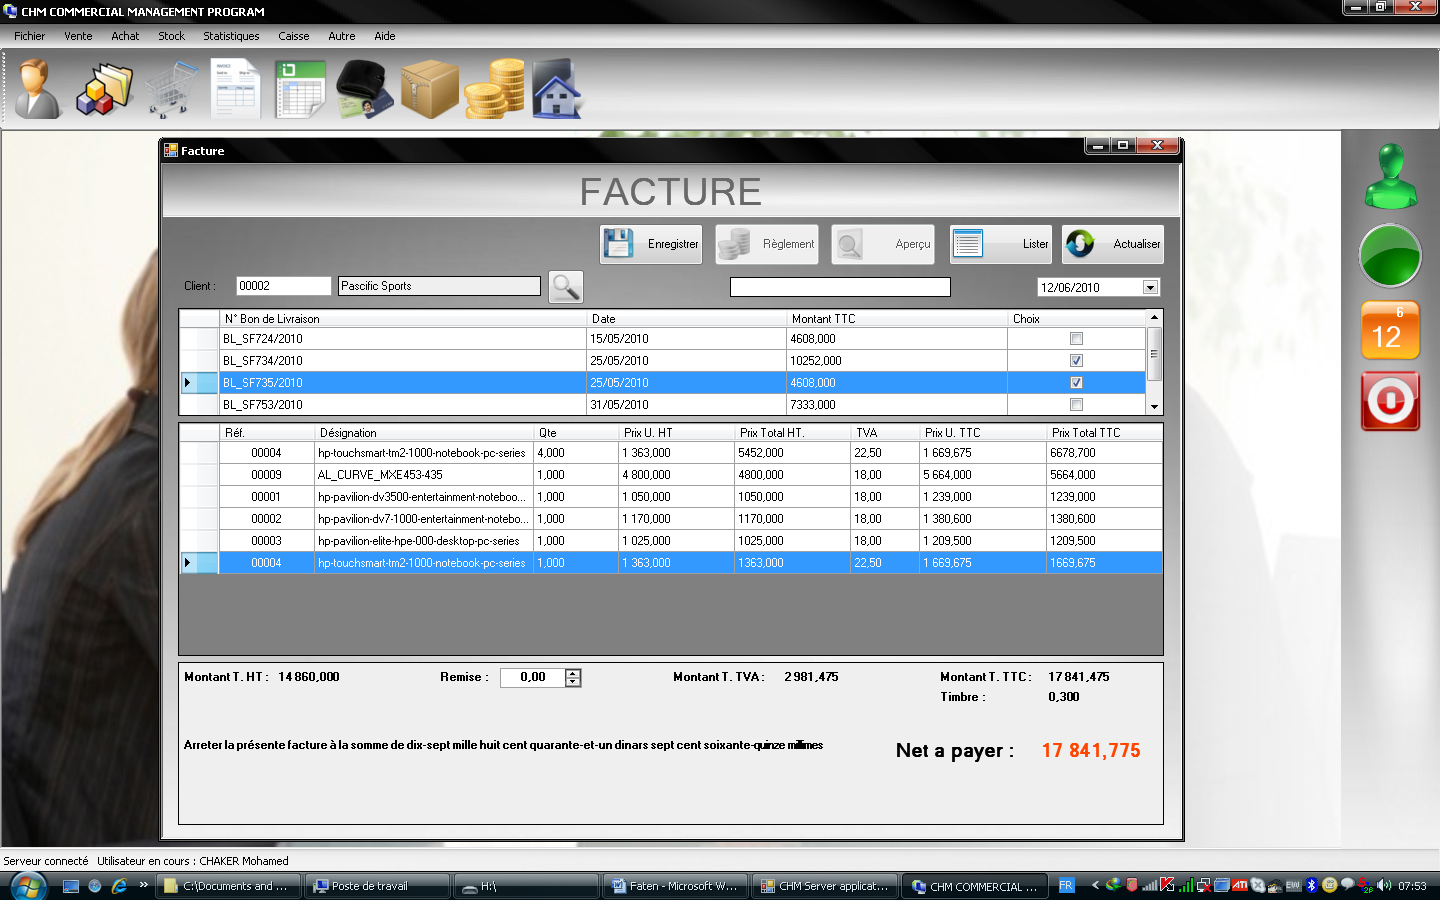 CHM COMMERCIAL MANAGEMENT PROGRAM
Fichier Vente Achat Stock Statistiques Caisse Autre Aide
INVOICE
Facture
FACTURE
Enregistrer Règlement Aperçu Lister Actualiser
Client : 00002 Pascific Sports 12/06/2010
N° Bon de Livraison Date Montant TTC Choix
BL_SF724/2010 15/05/2010 4608,000
BL_SF734/2010 25/05/2010 10252,000
BL_SF735/2010 25/05/2010 4608,000
BL_SF753/2010 31/05/2010 7333,000
Réf. Désignation Qte Prix U. HT Prix Total HT. TVA Prix U. TTC Prix Total TTC
00004 hp-touchsmart-tm2-1000-notebook-pc-series 4,000 1 363,000 5452,000 22,50 1 669,675 6678,700
00009 AL_CURVE_MXE453-435 1,000 4 800,000 4800,000 18,00 5 664,000 5664,000
00001 hp-pavilion-dv3500-entertainment-noteboo... 1,000 1 050,000 1050,000 18,00 1 239,000 1239,000
00002 hp-pavilion-dv7-1000-entertainment-notebo... 1,000 1 170,000 1170,000 18,00 1 380,600 1380,600
00003 hp-pavilion-elite-hpe-000-desktop-pc-series 1,000 1 025,000 1025,000 18,00 1 209,500 1209,500
00004 hp-touchsmart-tm2-1000-notebook-pc-series 1,000 1 363,000 1363,000 22,50 1 669,675 1669,675
Montant T. HT : 14 860,000 Remise : 0,00 Montant T. TVA : 2 981,475 Montant T. TTC : 17 841,475
Timbre : 0,300
Arreter la présente facture à la somme de dix-sept mille huit cent quarante-et-un dinars sept cent soixante-quinze millimes
Net a payer : 17 841,775
6
12
Serveur connecté Utilisateur en cours : CHAKER Mohamed
C:\Documents and ... Poste de travail H:\ Faten - Microsoft W... CHM Server applicat... CHM COMMERCIAL ... FR ATI EW 07:53